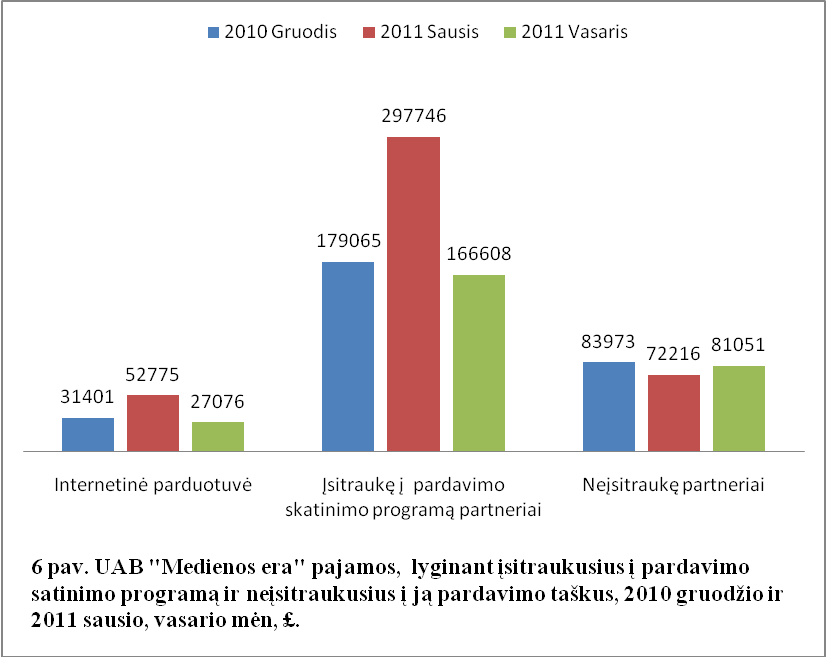 2010 Gruodis 2011 Sausis 2011 Vasaris
297746
179065
166608
83973
72216
81051
31401
52775
27076
Internetinė parduotuvė
Įsitraukę į pardavimo
skatinimo programą partneriai
Neįsitraukę partneriai
6 pav. UAB "Medienos era" pajamos, lyginant įsitraukusius į pardavimo
satinimo programą ir neįsitraukusius į ją pardavimo taškus, 2010 gruodžio ir
2011 sausio, vasario mėn, £.